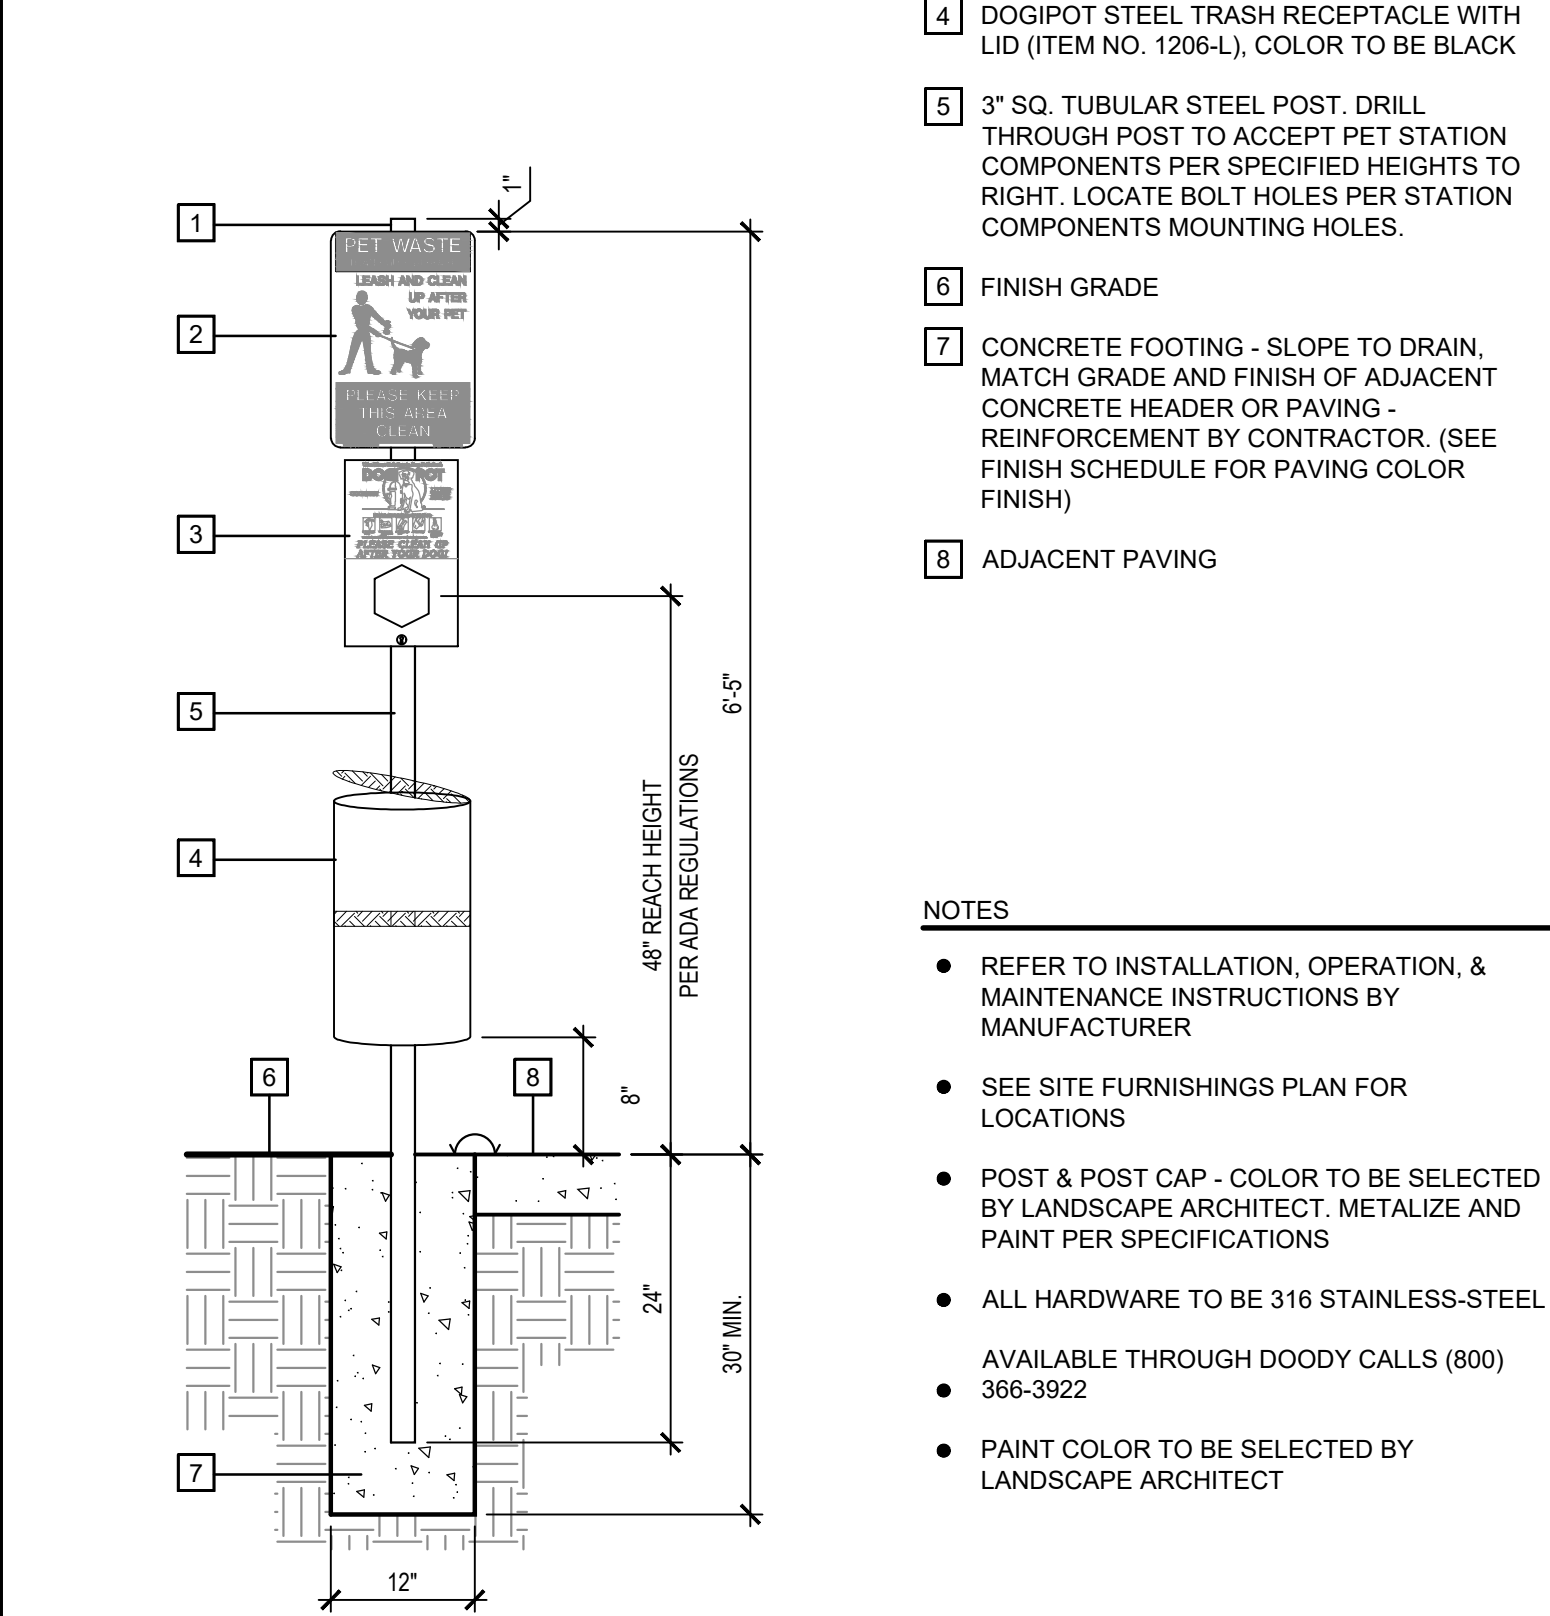 4 DOGIPOT STEEL TRASH RECEPTACLE WITH
LID (ITEM NO. 1206-L), COLOR TO BE BLACK
5 3" SQ. TUBULAR STEEL POST. DRILL
THROUGH POST TO ACCEPT PET STATION
COMPONENTS PER SPECIFIED HEIGHTS TO
RIGHT. LOCATE BOLT HOLES PER STATION
COMPONENTS MOUNTING HOLES.
6 FINISH GRADE
7 CONCRETE FOOTING - SLOPE TO DRAIN,
MATCH GRADE AND FINISH OF ADJACENT
CONCRETE HEADER OR PAVING -
REINFORCEMENT BY CONTRACTOR. (SEE
FINISH SCHEDULE FOR PAVING COLOR
FINISH)
8 ADJACENT PAVING
NOTES
● REFER TO INSTALLATION, OPERATION, &
MAINTENANCE INSTRUCTIONS BY
MANUFACTURER
● SEE SITE FURNISHINGS PLAN FOR
LOCATIONS
● POST & POST CAP - COLOR TO BE SELECTED
BY LANDSCAPE ARCHITECT. METALIZE AND
PAINT PER SPECIFICATIONS
● ALL HARDWARE TO BE 316 STAINLESS-STEEL
AVAILABLE THROUGH DOODY CALLS (800)
● 366-3922
● PAINT COLOR TO BE SELECTED BY
LANDSCAPE ARCHITECT
1
2
3
5
4
6
8
7
1"
6'-5"
48" REACH HEIGHT
PER ADA REGULATIONS
8"
24"
30" MIN.
12"
PET WASTE
LEASH AND CLEAN
UP AFTER
YOUR PET
PLEASE KEEP
THIS AREA
CLEAN
PLEASE CLEAN UP
AFTER YOUR DOG!